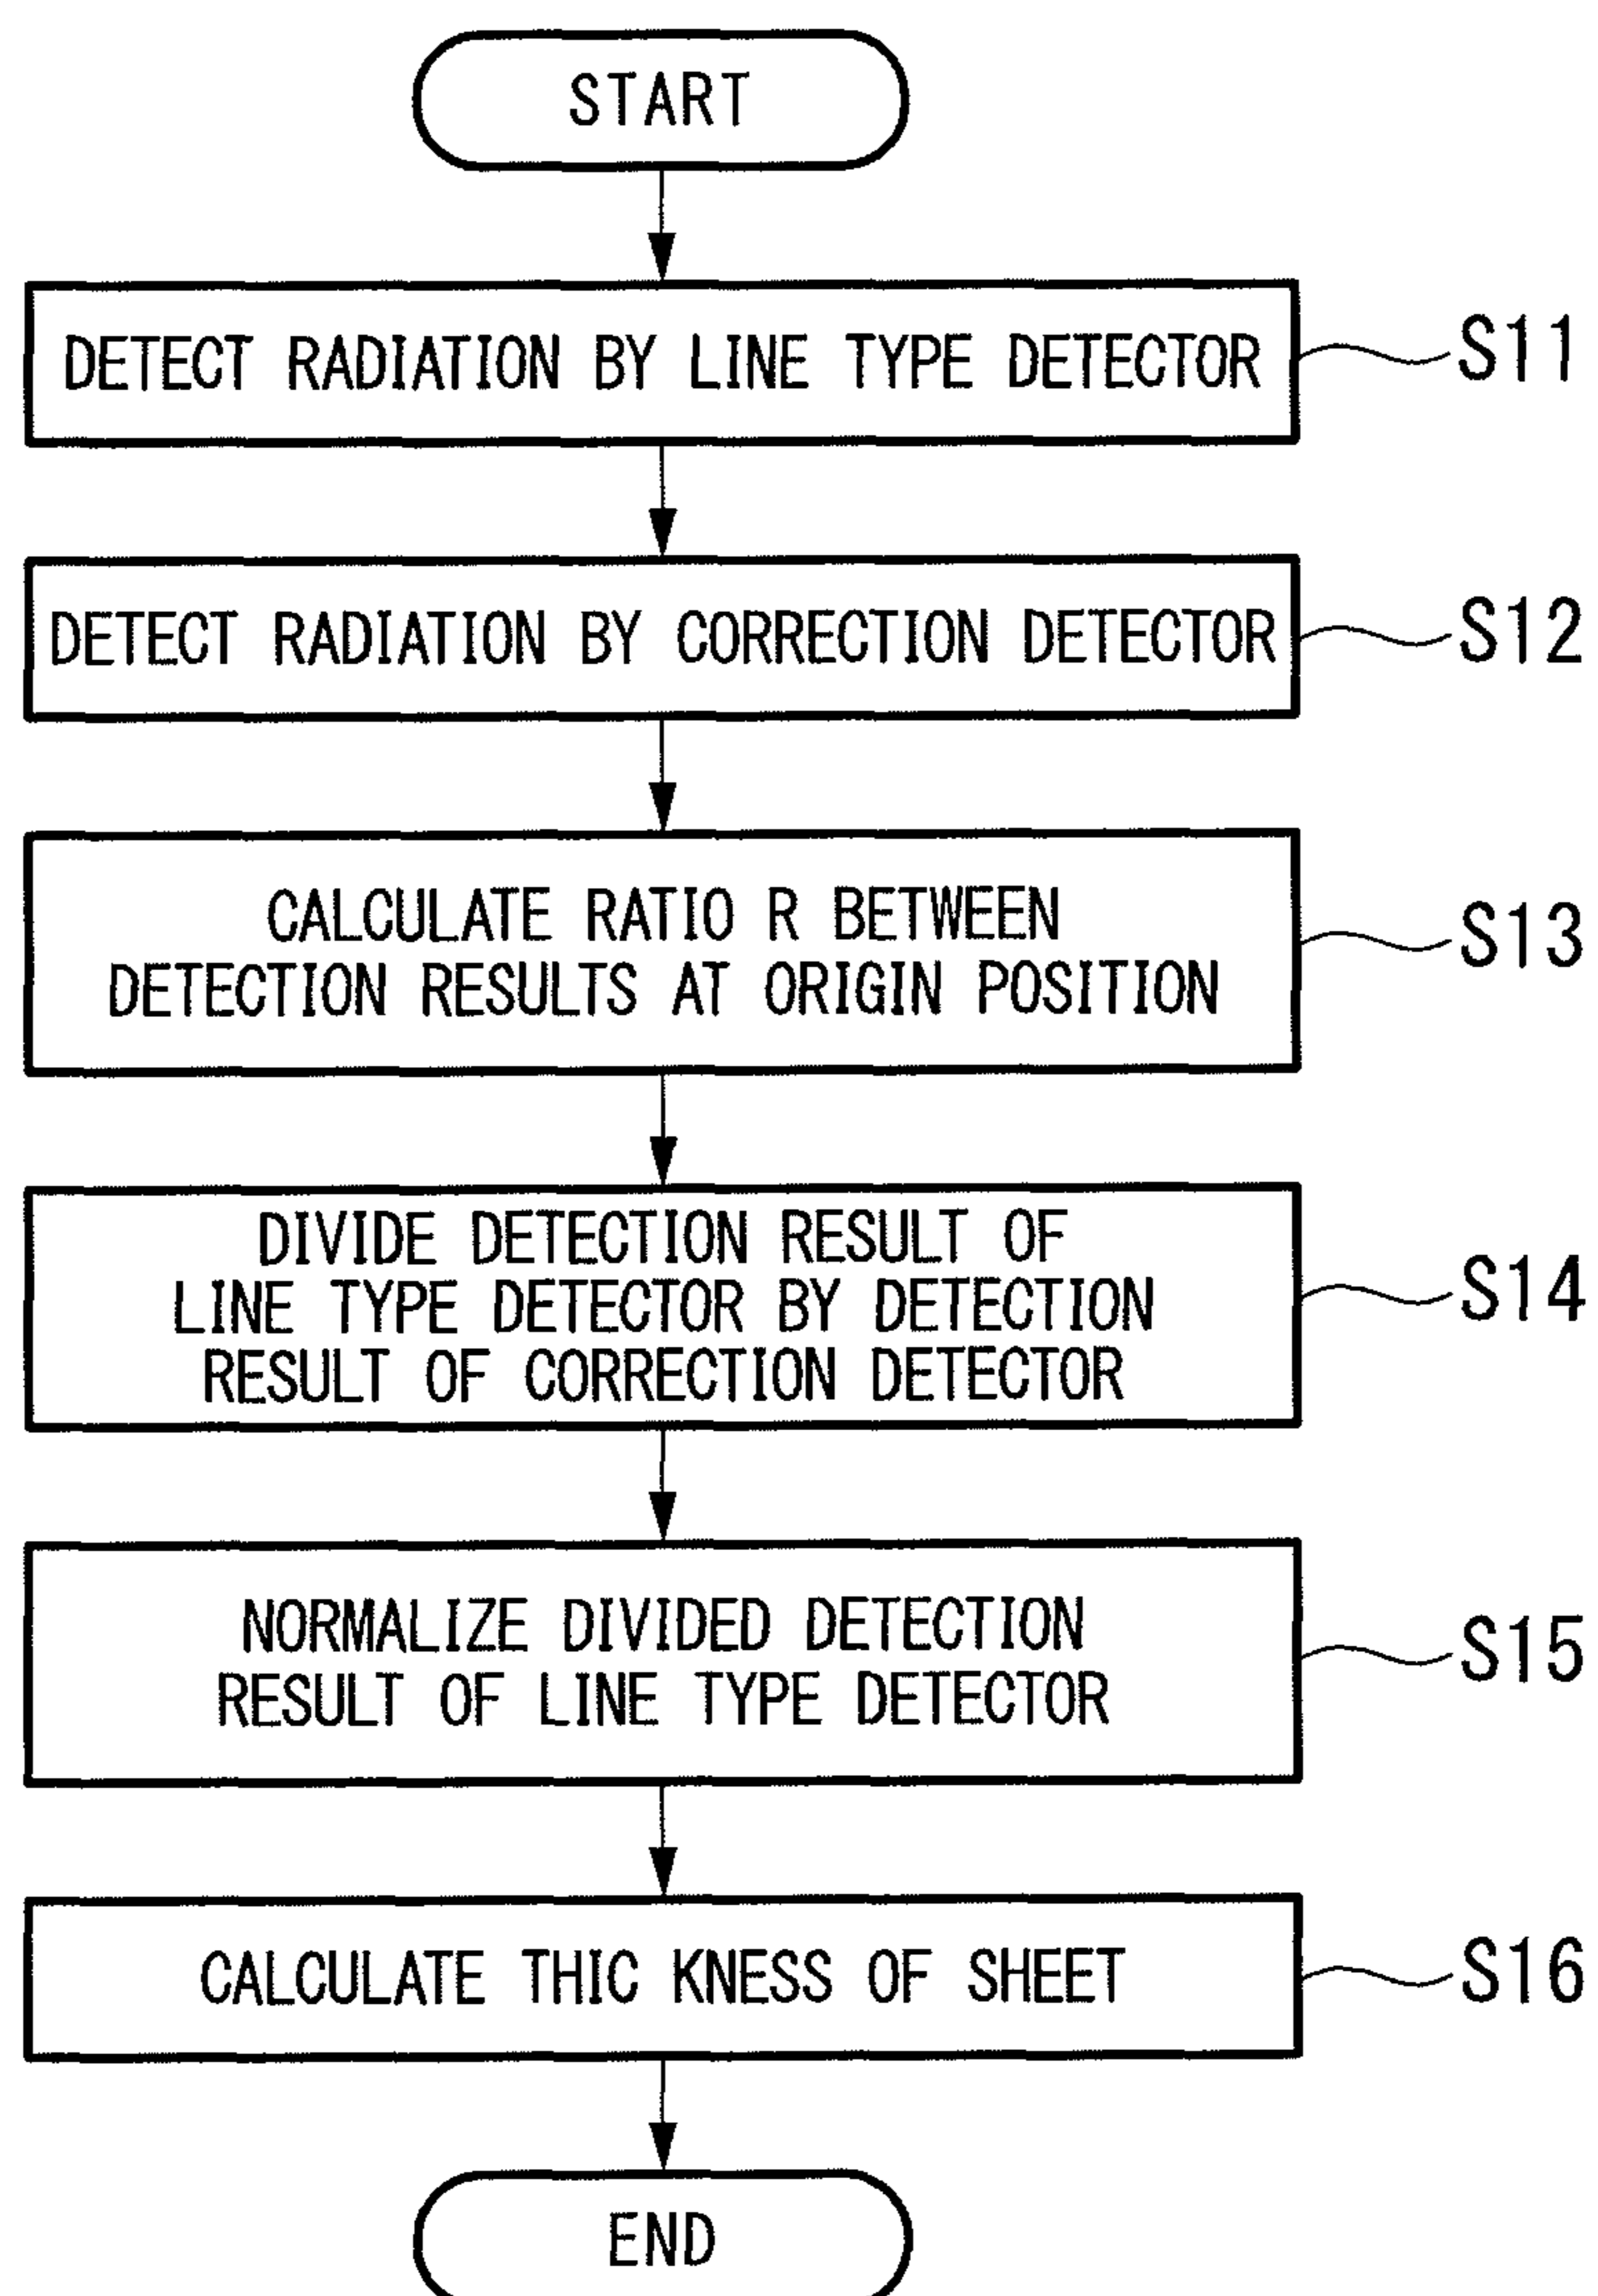 START
DETECT RADIATION BY LINE TYPE DETECTOR
S11
DETECT RADIATION BY CORRECTION DETECTOR
S12
CALCULATE RATIO R BETWEEN
DETECTION RESULTS AT ORIGIN POSITION
S13
DIVIDE DETECTION RESULT OF
LINE TYPE DETECTOR BY DETECTION
RESULT OF CORRECTION DETECTOR
S14
NORMALIZE DIVIDED DETECTION
RESULT OF LINE TYPE DETECTOR
S15
CALCULATE THIC KNESS OF SHEET
S16
END